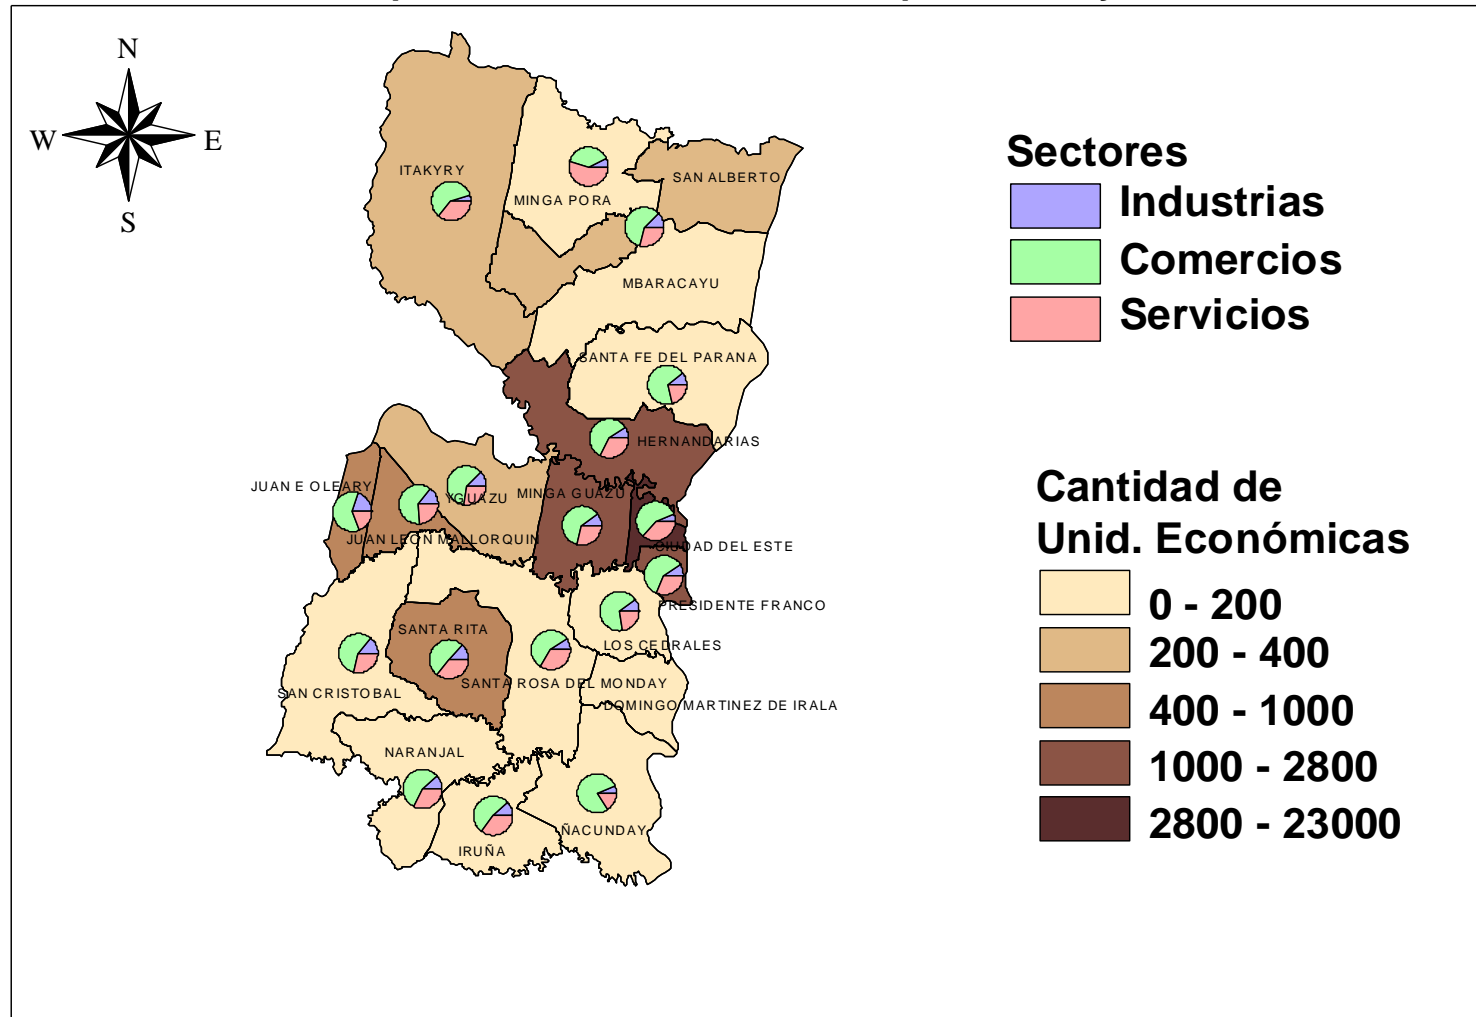 N
W
E
S
ITAKYRY
MINGA PORA
SAN ALBERTO
MBARACAYU
SANTA FE DEL PARANA
HERNANDARIAS
JUAN E OLEARY
YGUAZU
MINGA GUAZU
JUAN LEON MALLORQUIN
CIUDAD DEL ESTE
PRESIDENTE FRANCO
LOS CEDRALES
SANTA RITA
SANTA ROSA DEL MONDAY
SAN CRISTOBAL
DOMINGO MARTINEZ DE IRALA
NARANJAL
ÑACUNDAY
IRUÑA
Sectores
Industrias
Comercios
Servicios
Cantidad de
Unid. Económicas
0 - 200
200 - 400
400 - 1000
1000 - 2800
2800 - 23000